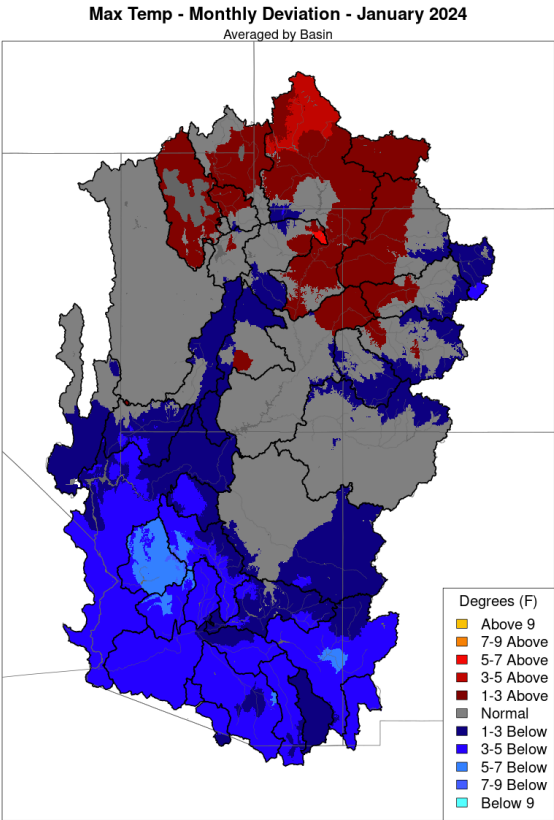 Max Temp - Monthly Deviation - January 2024
Averaged by Basin
Degrees (F)
Above 9
7-9 Above
5-7 Above
3-5 Above
1-3 Above
Normal
1-3 Below
3-5 Below
5-7 Below
7-9 Below
Below 9